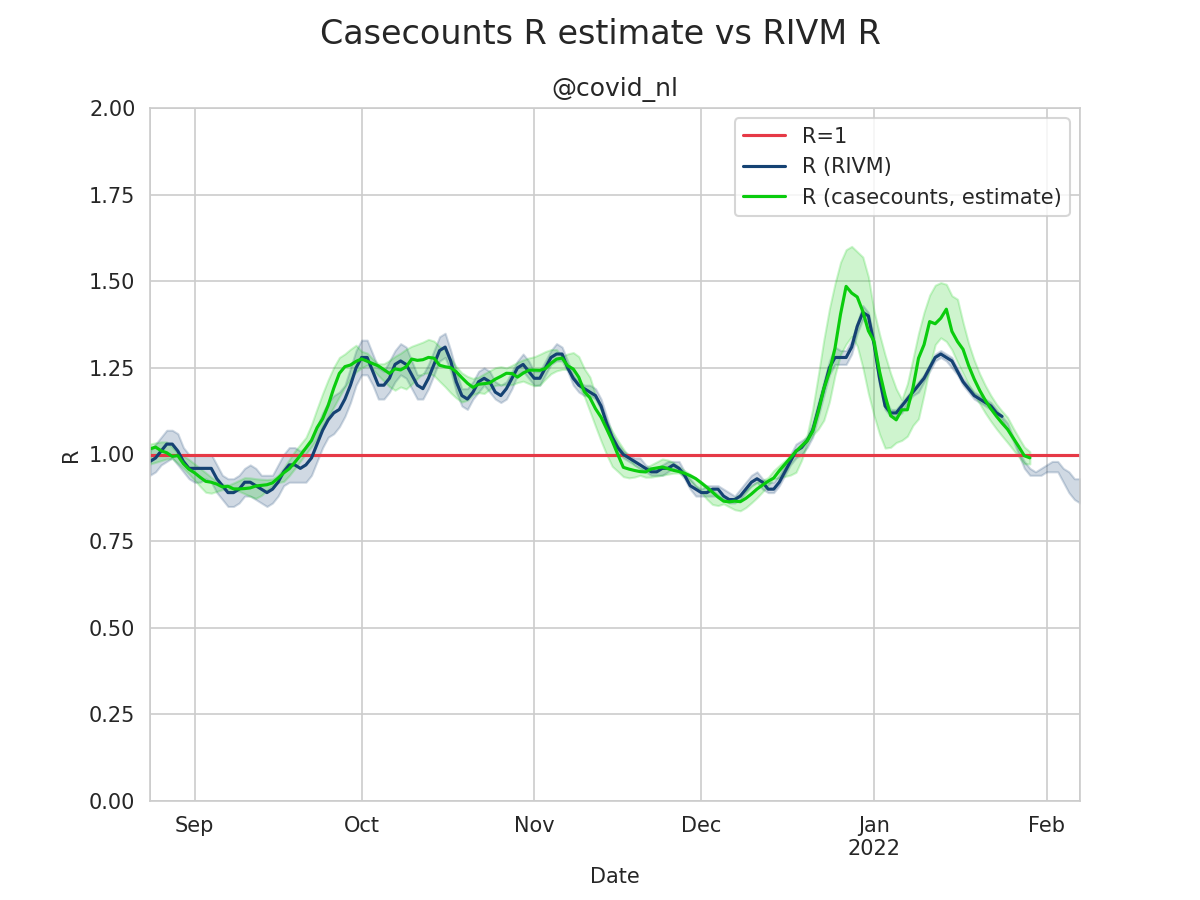 Casecounts R estimate vs RIVM R
@covid_nl
R=1
R (RIVM)
R (casecounts, estimate)
2.00
1.75
1.50
1.25
1.00
0.75
0.50
0.25
0.00
R
Sep Oct Nov Dec Jan Feb
2022
Date